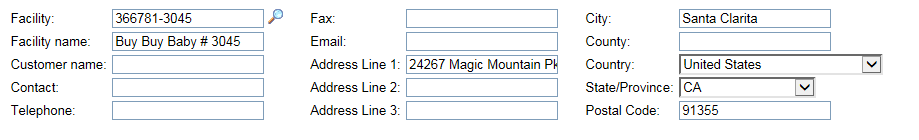 Facility: 366781-3045 Fax: City: Santa Clarita
Facility name: Buy Buy Baby # 3045 Email: County:
Customer name: Address Line 1: 24267 Magic Mountain Pk Country: United States
Contact: Address Line 2: State/Province: CA
Telephone: Address Line 3: Postal Code: 91355